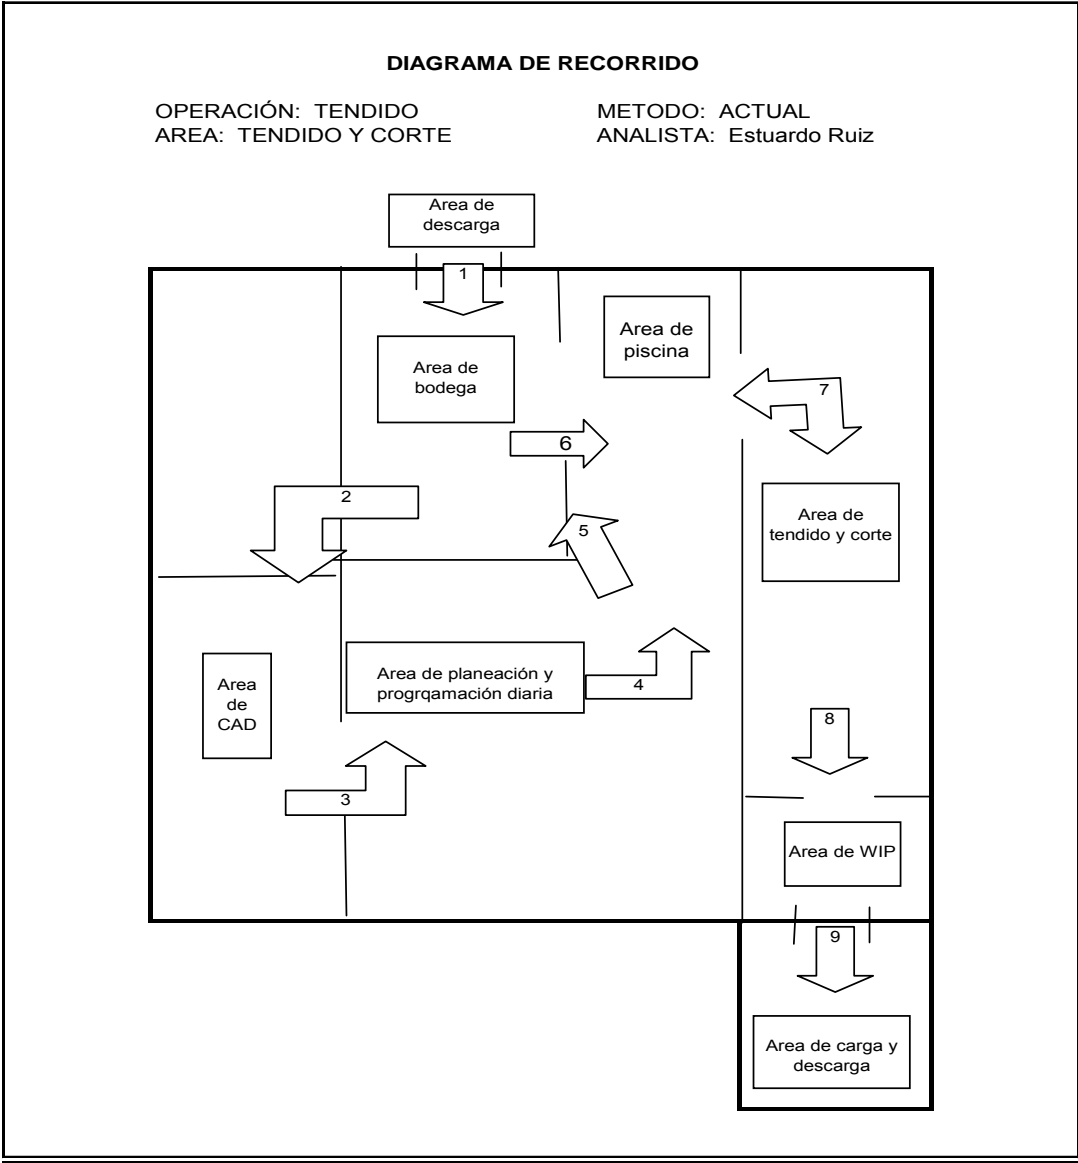 DIAGRAMA DE RECORRIDO
OPERACIÓN: TENDIDO
METODO: ACTUAL
AREA: TENDIDO Y CORTE
ANALISTA: Estuardo Ruiz
Area de
descarga
1
Area de
piscina
Area de
bodega
7
6
2
5
Area de
tendido y corte
Area
de
CAD
Area de planeación y
progrqamación diaria
4
8
3
Area de WIP
9
Area de carga y
descarga